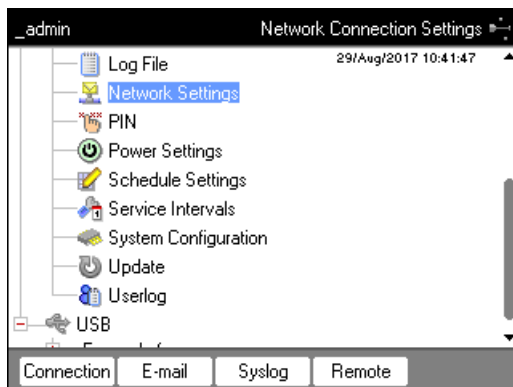 _admin
Network Connection Settings
29/Aug/2017 10:41:47
Log File
Network Settings
PIN
Power Settings
Schedule Settings
Service Intervals
System Configuration
Update
Userlog
USB
Connection
E-mail
Syslog
Remote